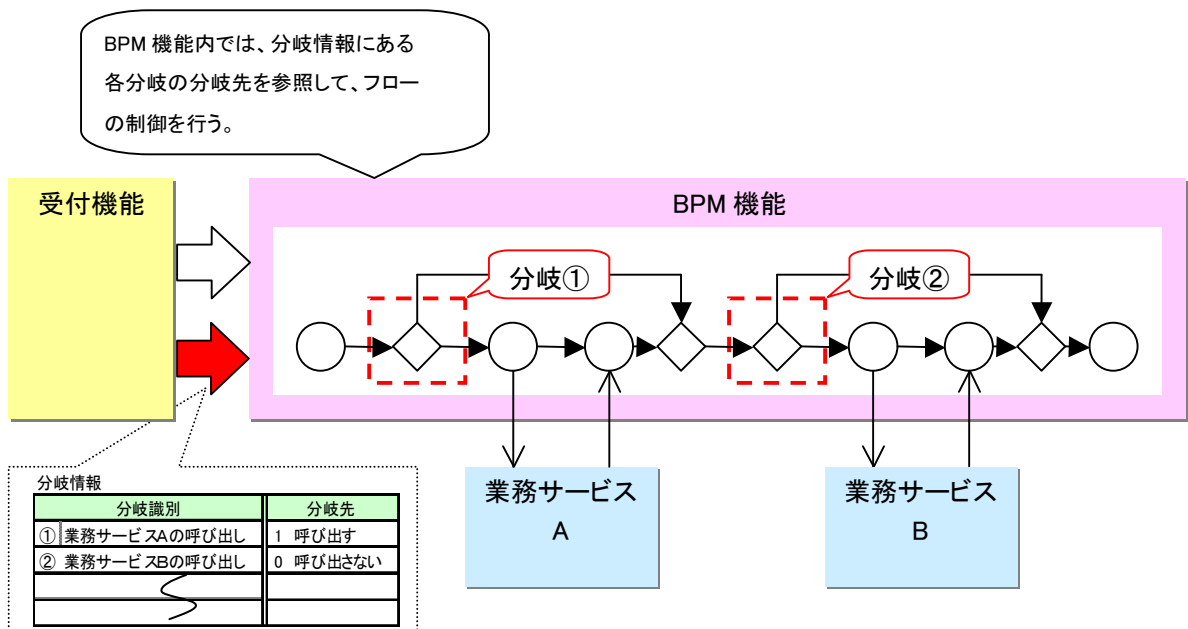 BPM 機能内では、分岐情報にある
各分岐の分岐先を参照して、フロー
の制御を行う。
受付機能
BPM 機能
分岐①
分岐②
業務サービス
A
業務サービス
B
分岐情報
分岐識別 分岐先
① 業務サービスAの呼び出し 1 呼び出す
② 業務サービスBの呼び出し 0 呼び出さない